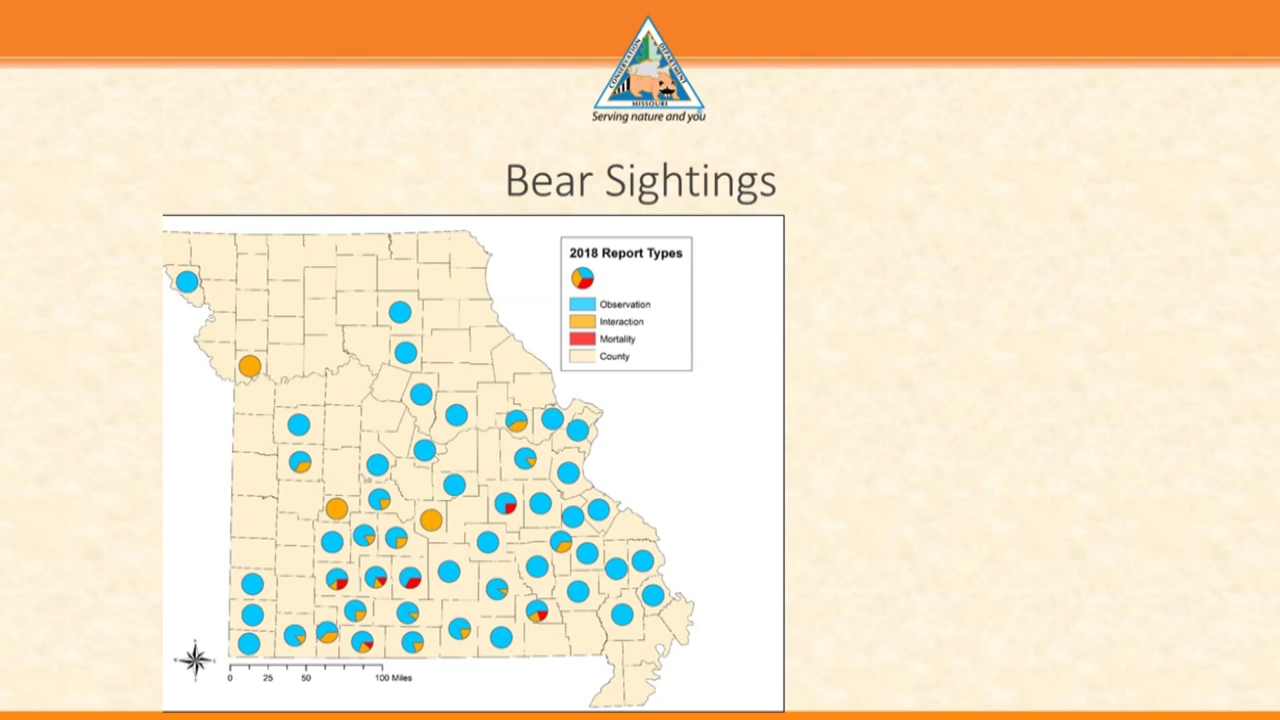 CONSERVATION DEPARTMENT
MISSOURI
Serving nature and you
Bear Sightings
2018 Report Types
Observation
Interaction
Mortality
County
0 25 50 100 Miles